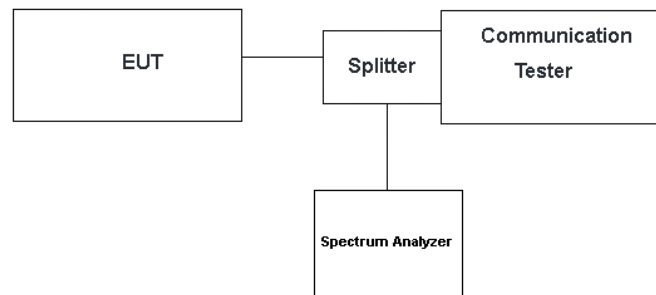 EUT
Splitter
Communication
Tester
Spectrum Analyzer